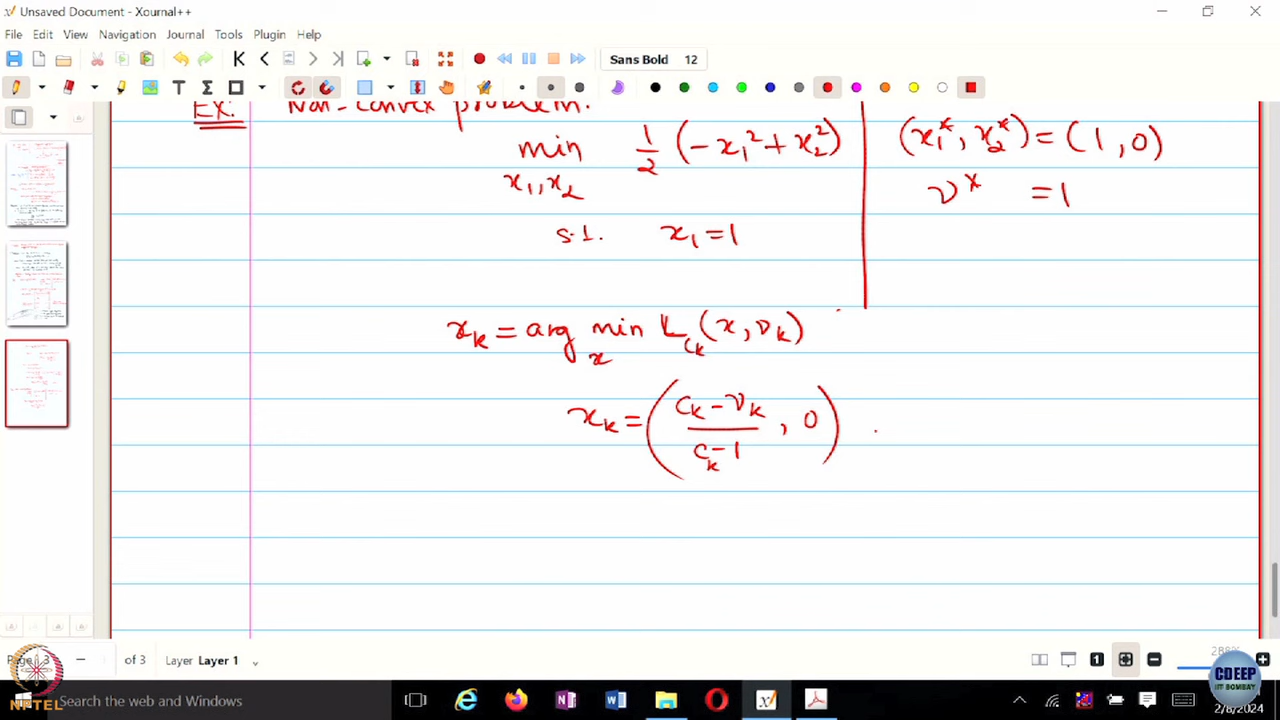 Unsaved Document - Xournal++
File Edit View Navigation Journal Tools Plugin Help
Sans Bold 12
Ex: Non-convex problem:
min 1/2 (-x₁² + x₂²)
x₁, x₂
s.t. x₁ = 1
(x₁*, x₂*) = (1, 0)
ν* = 1
x_k = arg min L_{c_k}(x, ν_k)
x
x_k = ( (c_k - ν_k) / (c_k - 1) , 0 )
Page 3 of 3 Layer Layer 1
288%
Search the web and Windows
NPTEL
CDEEP
IIT BOMBAY
2/8/2024